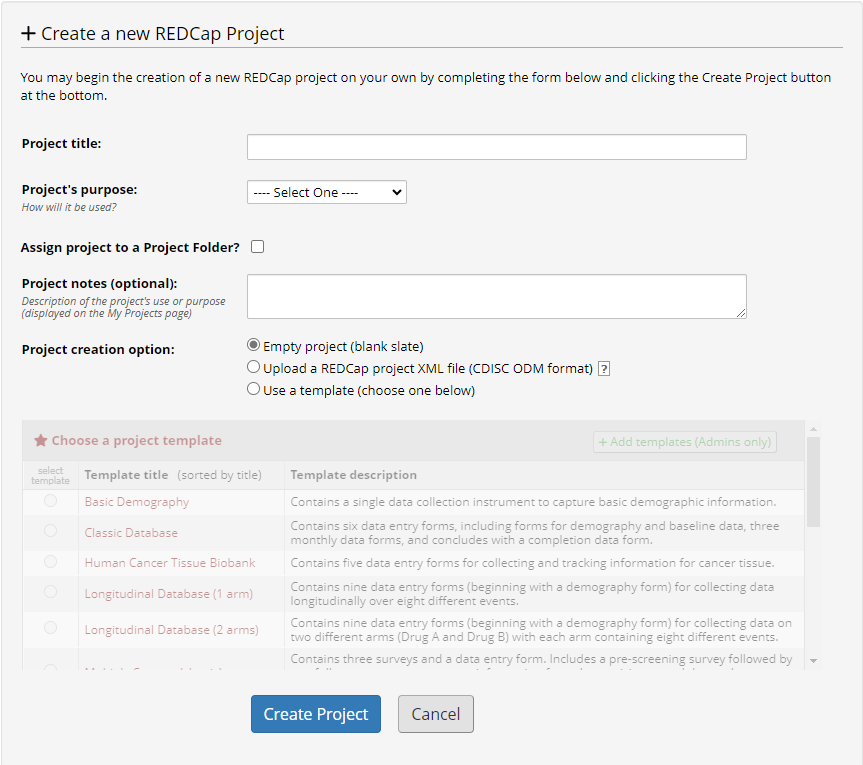 + Create a new REDCap Project
You may begin the creation of a new REDCap project on your own by completing the form below and clicking the Create Project button
at the bottom.
Project title:
Project's purpose:
How will it be used?
---- Select One ----
Assign project to a Project Folder?
Project notes (optional):
Description of the project's use or purpose
(displayed on the My Projects page)
Project creation option:
Empty project (blank slate)
Upload a REDCap project XML file (CDISC ODM format) ?
Use a template (choose one below)
Choose a project template
+ Add templates (Admins only)
select
template
Template title (sorted by title)
Template description
Basic Demography
Contains a single data collection instrument to capture basic demographic information.
Classic Database
Contains six data entry forms, including forms for demography and baseline data, three
monthly data forms, and concludes with a completion data form.
Human Cancer Tissue Biobank
Contains five data entry forms for collecting and tracking information for cancer tissue.
Longitudinal Database (1 arm)
Contains nine data entry forms (beginning with a demography form) for collecting data
longitudinally over eight different events.
Longitudinal Database (2 arms)
Contains nine data entry forms (beginning with a demography form) for collecting data on
two different arms (Drug A and Drug B) with each arm containing eight different events.
Contains three surveys and a data entry form. Includes a pre-screening survey followed by
Create Project
Cancel